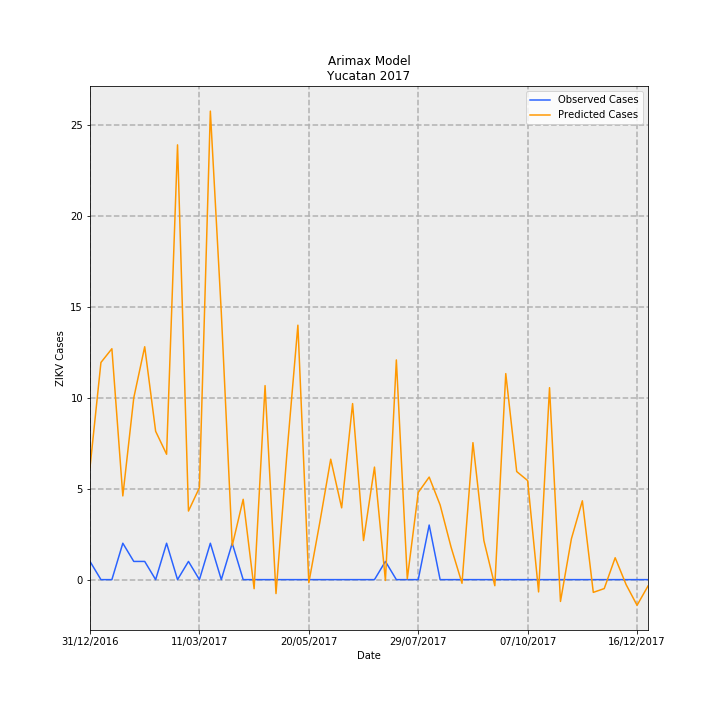 Arimax Model
Yucatan 2017
Observed Cases
Predicted Cases
25
20
15
10
5
0
ZIKV Cases
31/12/2016 11/03/2017 20/05/2017 29/07/2017 07/10/2017 16/12/2017
Date